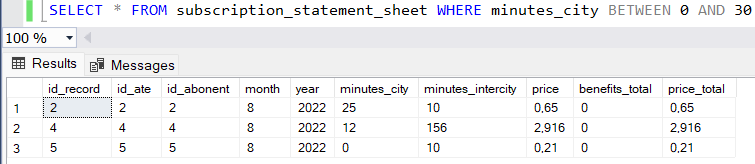 SELECT * FROM subscription_statement_sheet WHERE minutes_city BETWEEN 0 AND 30
100 %
Results Messages
id_record id_ate id_abonent month year minutes_city minutes_intercity price benefits_total price_total
1 2 2 2 8 2022 25 10 0,65 0 0,65
2 4 4 4 8 2022 12 156 2,916 0 2,916
3 5 5 5 8 2022 0 10 0,21 0 0,21